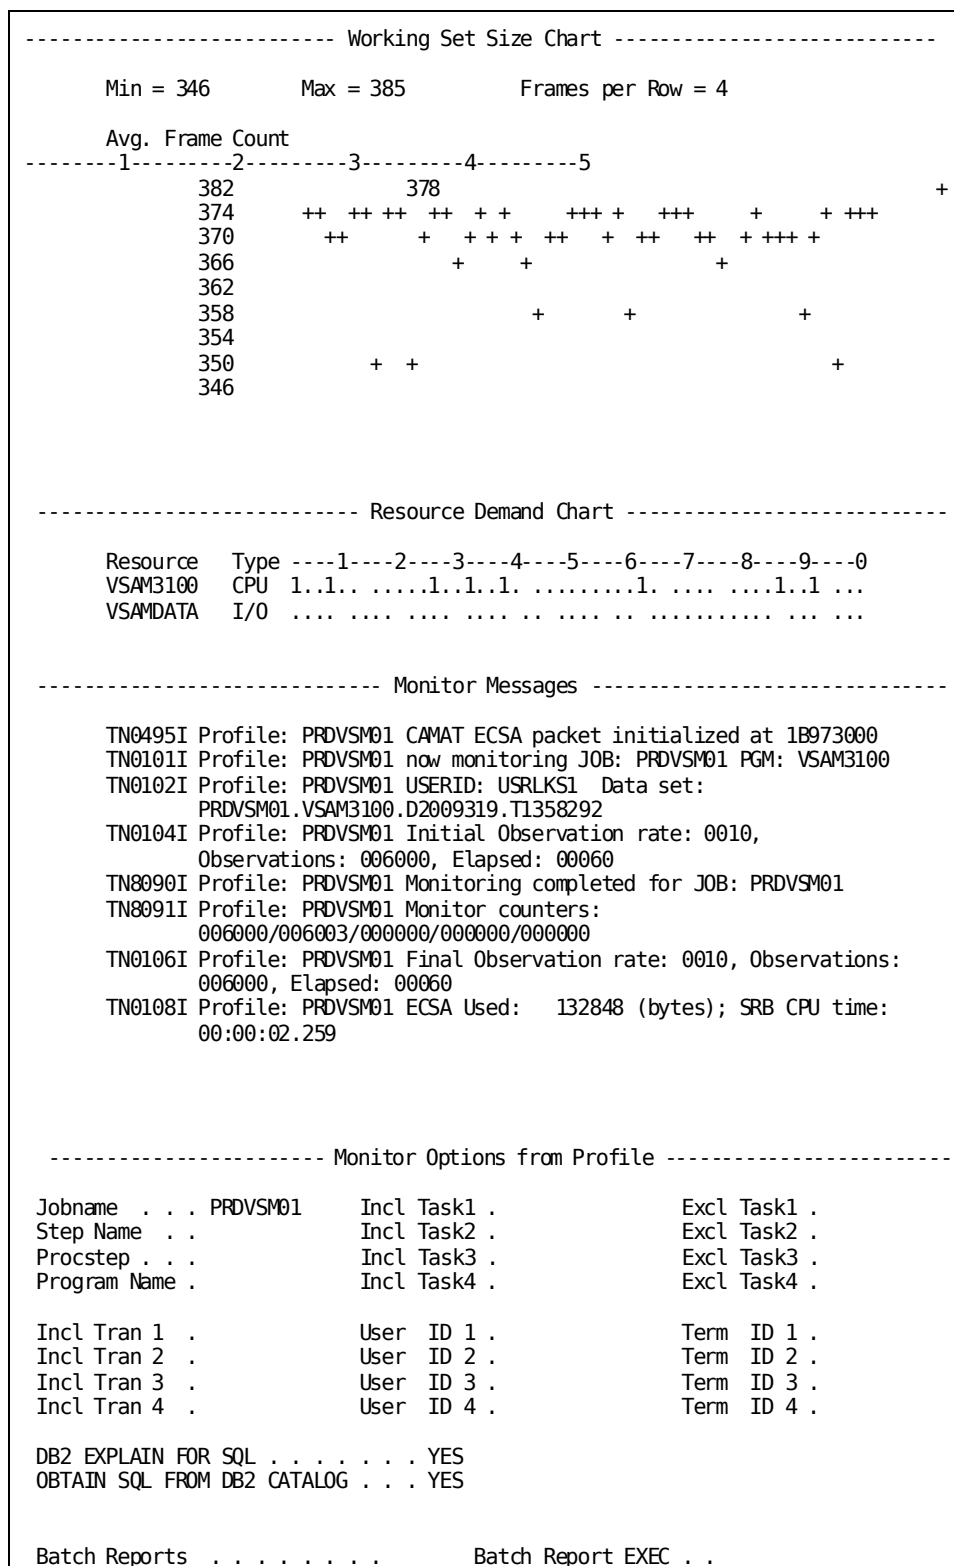 --------------------------- Working Set Size Chart ----------------------------
Min = 346        Max = 385          Frames per Row = 4
Avg. Frame Count
--------1---------2---------3---------4---------5
382               378                                           +
374      ++  ++ ++  ++  + +     +++ +   +++     +     + +++
370        ++      +   + + +  ++   +  ++   ++  + +++ +
366                   +     +                +
362
358                          +       +              +
354
350            +  +                                    +
346
---------------------------- Resource Demand Chart ----------------------------
Resource   Type ----1----2----3----4----5----6----7----8----9----0
VSAM3100   CPU  1..1.. .....1..1..1. .........1. .... ....1..1 ...
VSAMDATA   I/O  .... .... .... .... .. .... .. ........... ... ...
------------------------------ Monitor Messages -------------------------------
TN0495I Profile: PRDVSM01 CAMAT ECSA packet initialized at 1B973000
TN0101I Profile: PRDVSM01 now monitoring JOB: PRDVSM01 PGM: VSAM3100
TN0102I Profile: PRDVSM01 USERID: USRLKS1  Data set:
PRDVSM01.VSAM3100.D2009319.T1358292
TN0104I Profile: PRDVSM01 Initial Observation rate: 0010,
Observations: 006000, Elapsed: 00060
TN8090I Profile: PRDVSM01 Monitoring completed for JOB: PRDVSM01
TN8091I Profile: PRDVSM01 Monitor counters:
006000/006003/000000/000000/000000
TN0106I Profile: PRDVSM01 Final Observation rate: 0010, Observations:
006000, Elapsed: 00060
TN0108I Profile: PRDVSM01 ECSA Used:   132848 (bytes); SRB CPU time:
00:00:02.259
------------------------ Monitor Options from Profile -------------------------
Jobname  . . . PRDVSM01     Incl Task1 .                Excl Task1 .
Step Name  . .              Incl Task2 .                Excl Task2 .
Procstep . . .              Incl Task3 .                Excl Task3 .
Program Name .              Incl Task4 .                Excl Task4 .
Incl Tran 1  .              User  ID 1 .                Term  ID 1 .
Incl Tran 2  .              User  ID 2 .                Term  ID 2 .
Incl Tran 3  .              User  ID 3 .                Term  ID 3 .
Incl Tran 4  .              User  ID 4 .                Term  ID 4 .
DB2 EXPLAIN FOR SQL . . . . . . . YES
OBTAIN SQL FROM DB2 CATALOG . . . YES
Batch Reports  . . . . . . . .        Batch Report EXEC . .